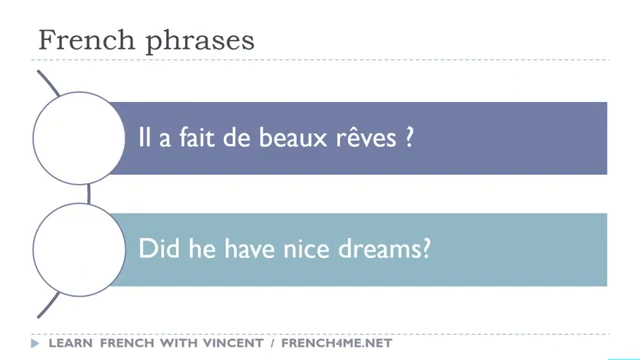 French phrases
Il a fait de beaux rêves ?
Did he have nice dreams?
LEARN FRENCH WITH VINCENT / FRENCH4ME.NET